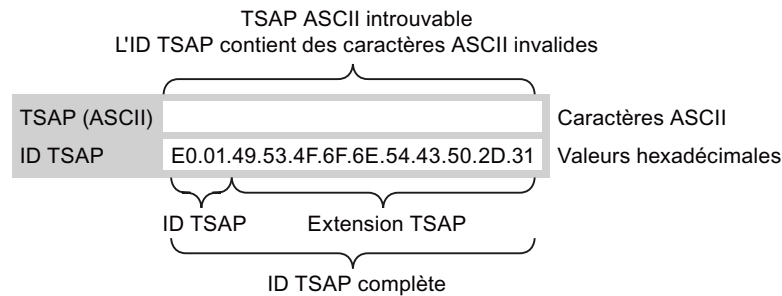 TSAP ASCII introuvable
L'ID TSAP contient des caractères ASCII invalides
TSAP (ASCII) Caractères ASCII
ID TSAP E0.01.49.53.4F.6F.6E.54.43.50.2D.31 Valeurs hexadécimales
ID TSAP Extension TSAP
ID TSAP complète